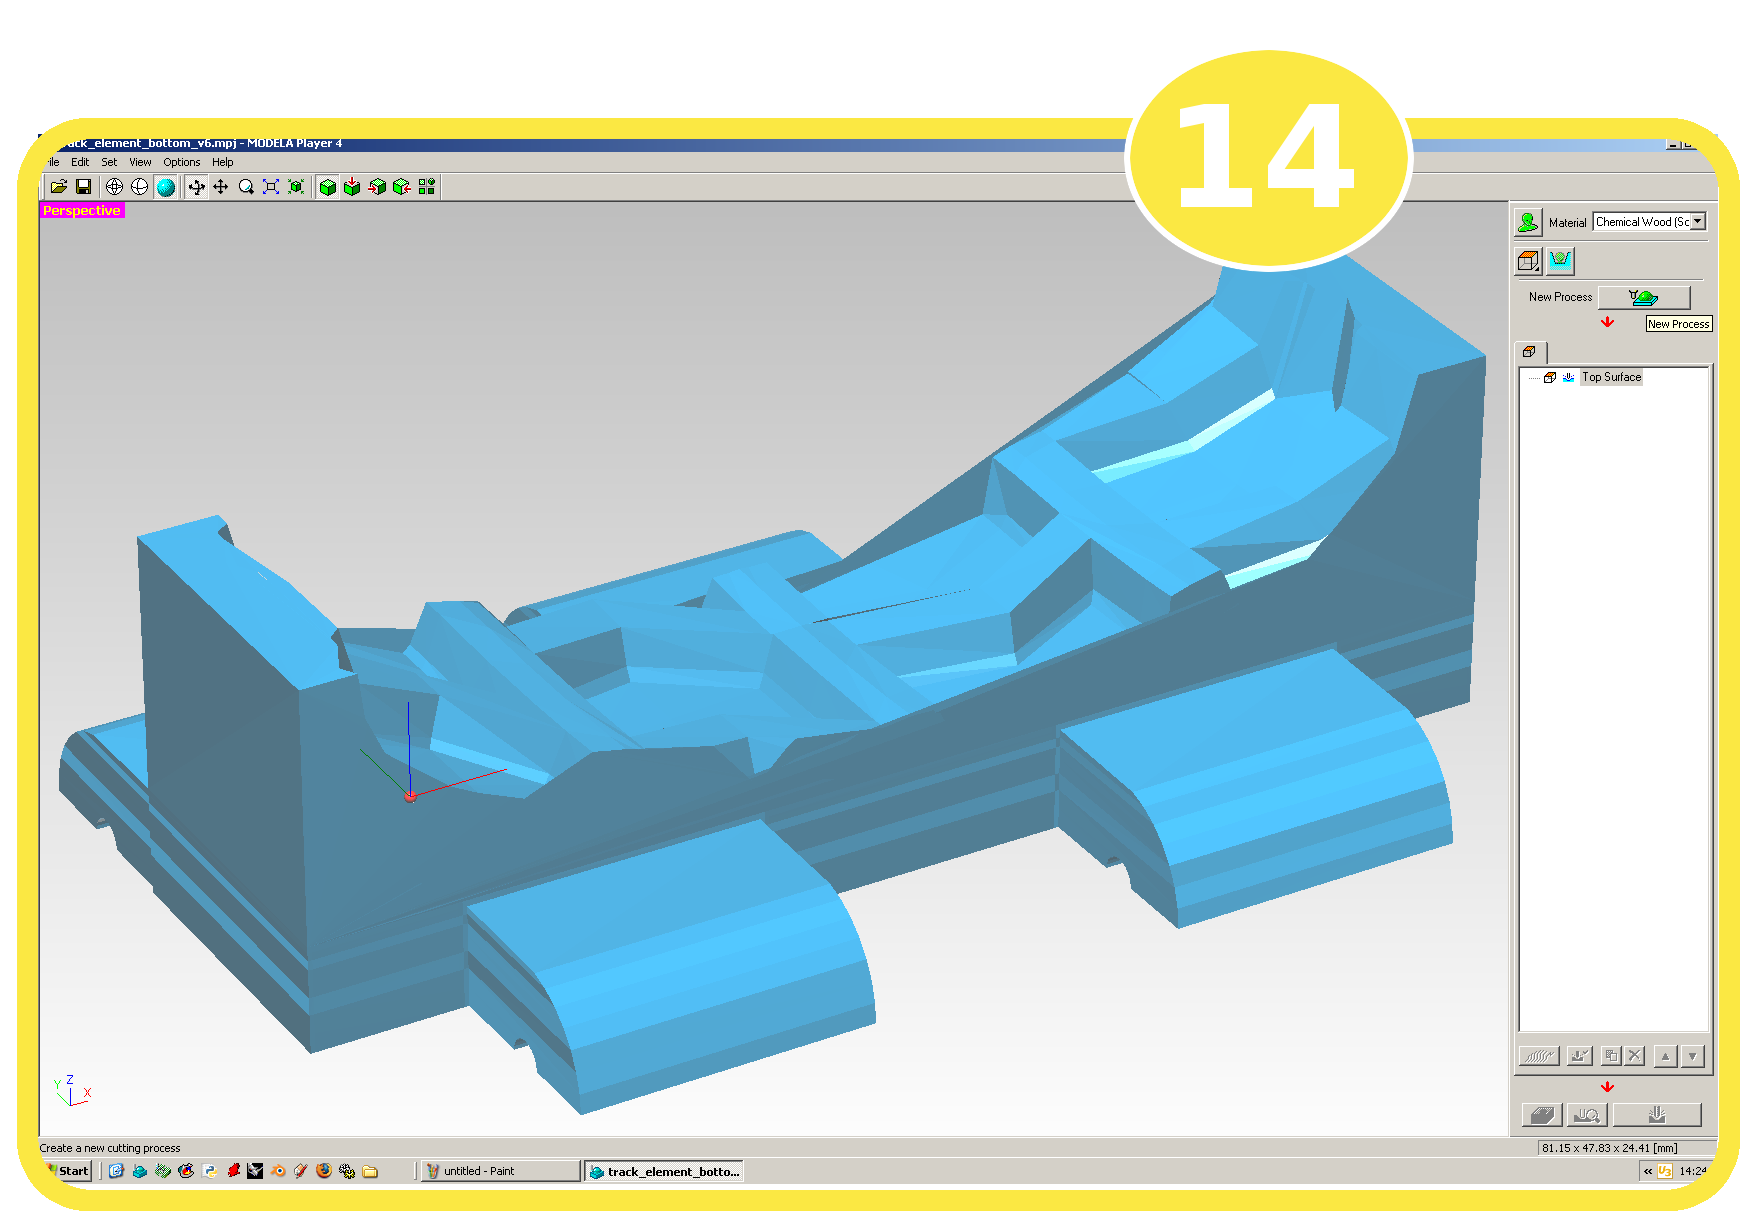 14
ack_element_bottom_v6.mpj - MODELA Player 4
ile Edit Set View Options Help
Perspective
Material Chemical Wood (Sc
New Process
New Process
Top Surface
Z
Y
X
Create a new cutting process
81.15 x 47.83 x 24.41 [mm]
Start untitled - Paint track_element_botto... « U3 14:24